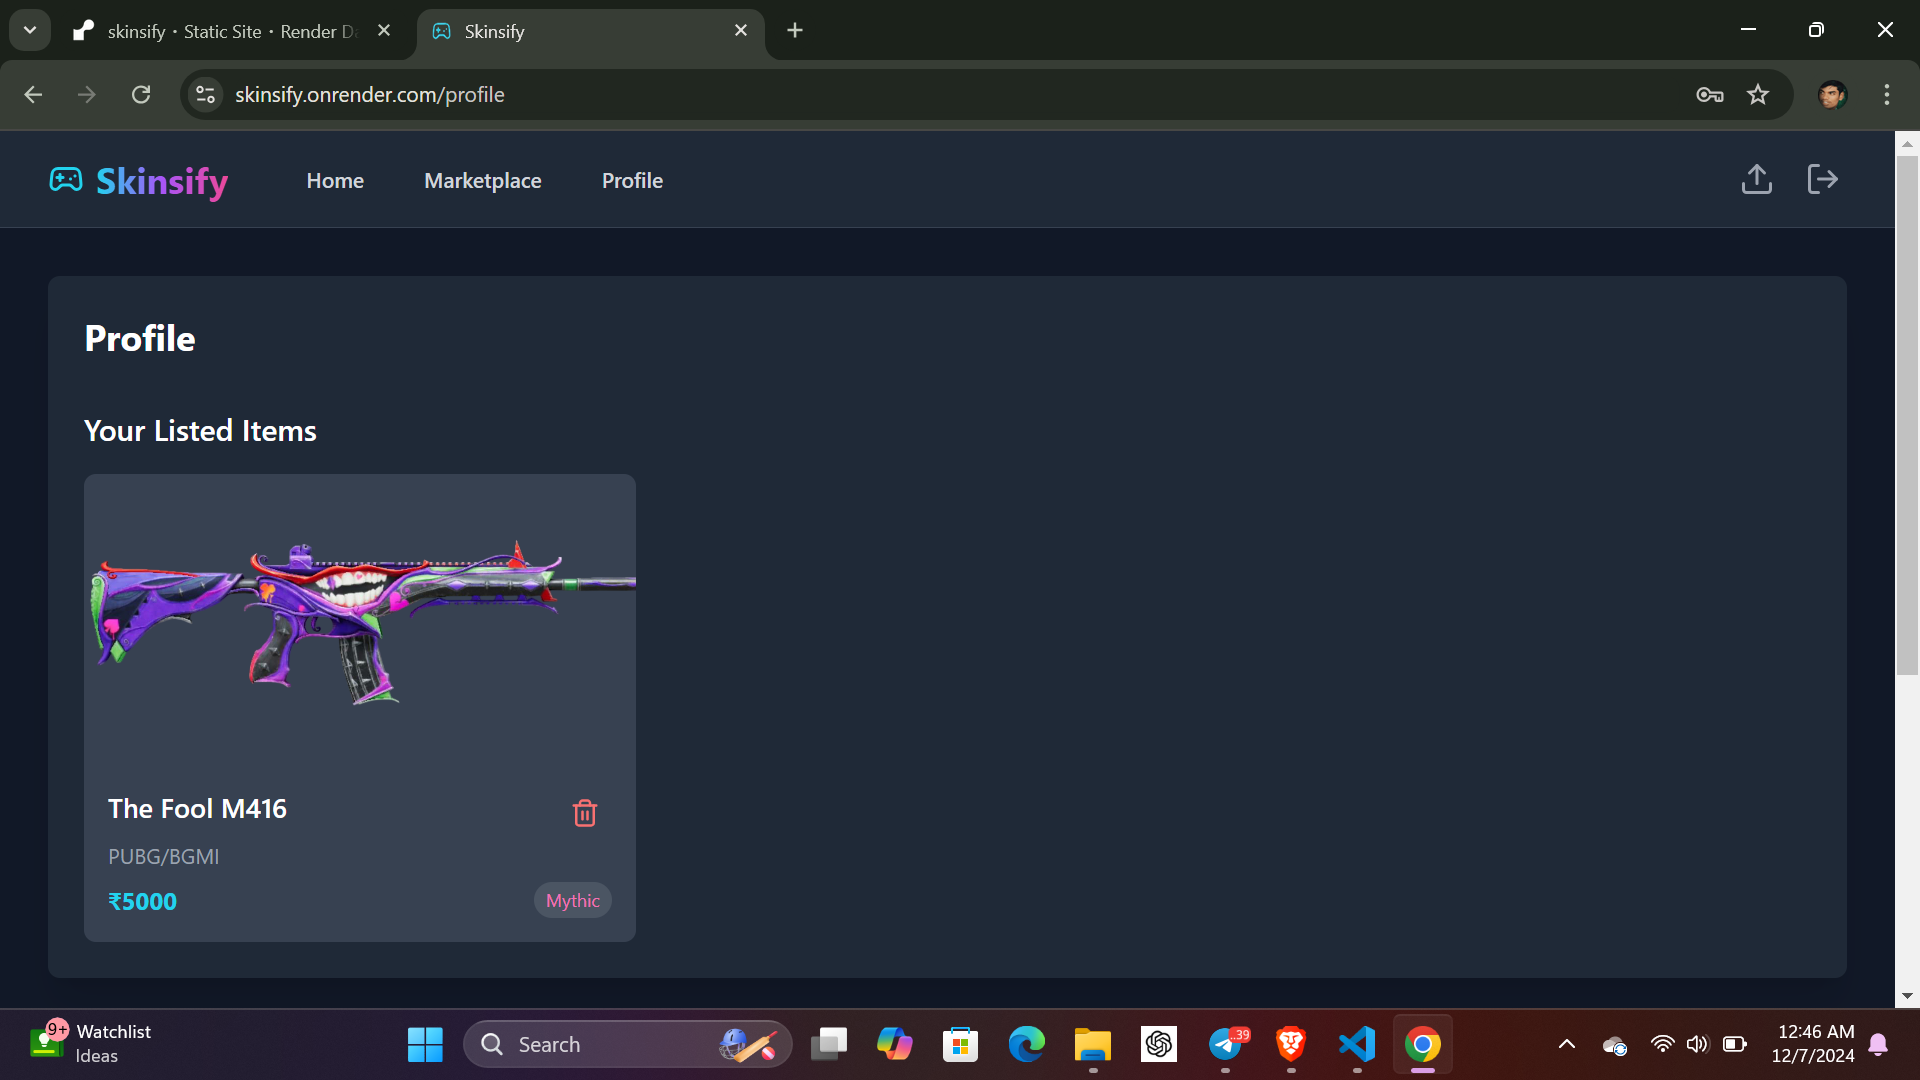 skinsify • Static Site • Render Da
Skinsify
skinsify.onrender.com/profile
Skinsify
Home
Marketplace
Profile
Profile
Your Listed Items
The Fool M416
PUBG/BGMI
₹5000
Mythic
9+
Watchlist
Ideas
Search
39
12:46 AM
12/7/2024